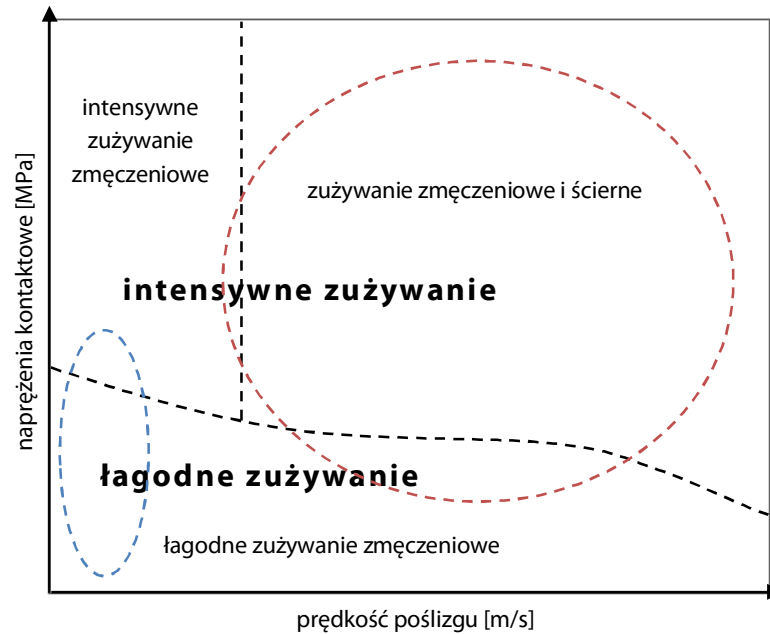 intensywne
zużywanie
zmęczeniowe
zużywanie zmęczeniowe i ścierne
intensywne zużywanie
naprężenia kontaktowe [MPa]
łagodne zużywanie
łagodne zużywanie zmęczeniowe
prędkość poślizgu [m/s]